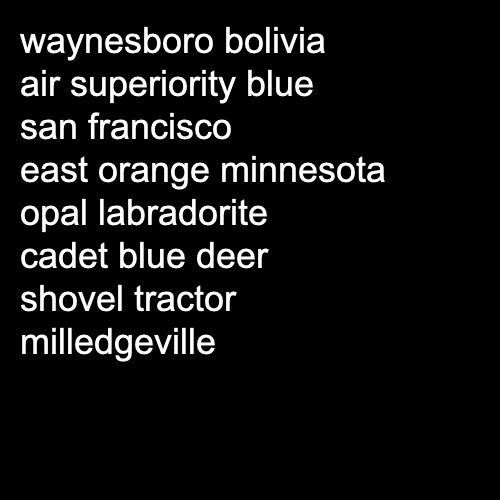 waynesboro bolivia
air superiority blue
san francisco
east orange minnesota
opal labradorite
cadet blue deer
shovel tractor
milledgeville